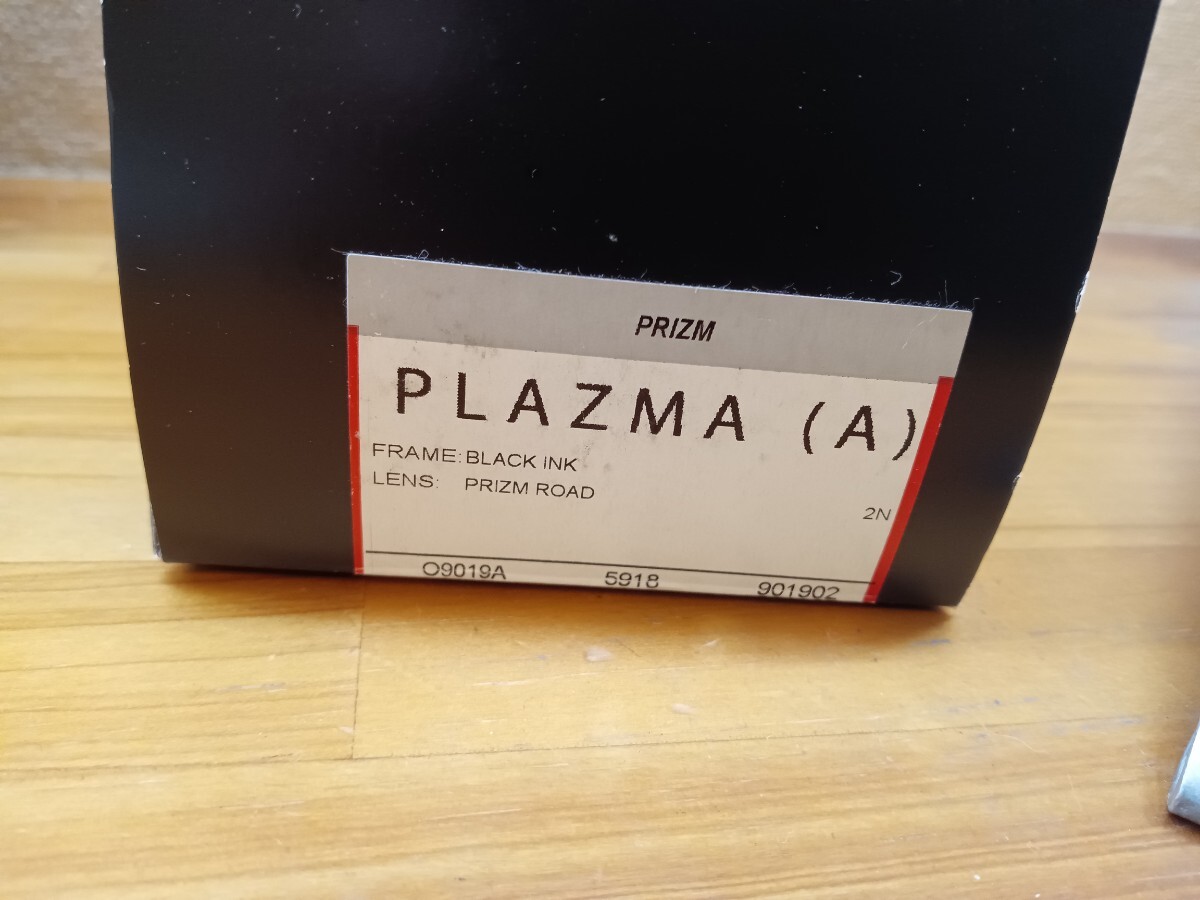 PRIZM
PLAZMA (A)
FRAME: BLACK INK
LENS: PRIZM ROAD
2N
O9019A 5918 901902